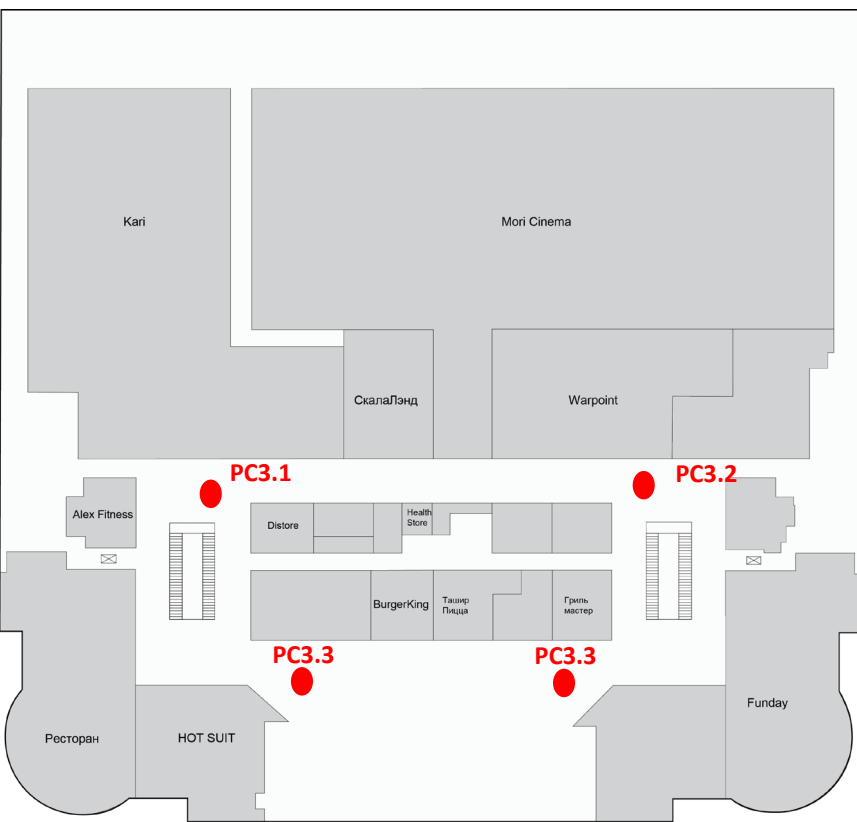 Kari
Mori Cinema
СкалаЛэнд
Warpoint
PC3.1
PC3.2
Alex Fitness
Distore
Health
Store
BurgerKing
Ташир
Пицца
Гриль
мастер
PC3.3
PC3.3
Ресторан
HOT SUIT
Funday